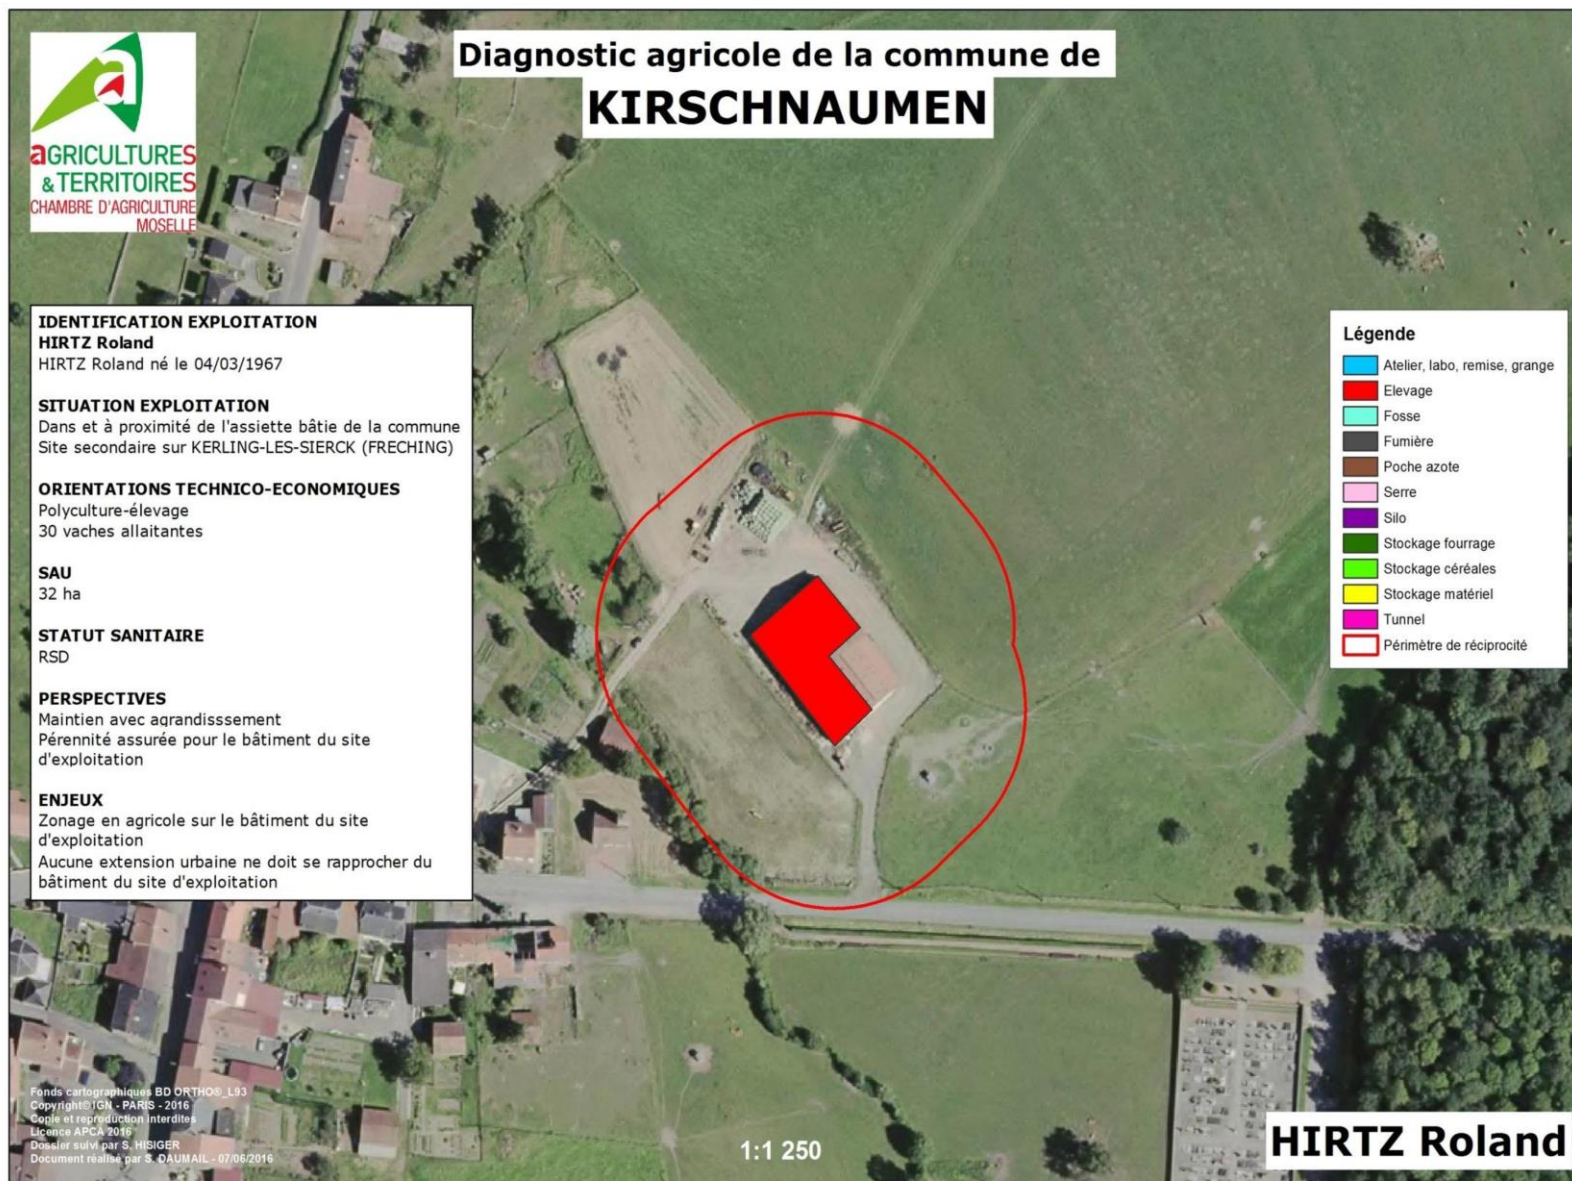 Diagnostic agricole de la commune de
KIRSCHNAUMEN
aGRICULTURES
& TERRITOIRES
CHAMBRE D'AGRICULTURE
MOSELLE
IDENTIFICATION EXPLOITATION
HIRTZ Roland
HIRTZ Roland né le 04/03/1967
SITUATION EXPLOITATION
Dans et à proximité de l'assiette bâtie de la commune
Site secondaire sur KERLING-LES-SIERCK (FRECHING)
ORIENTATIONS TECHNICO-ECONOMIQUES
Polyculture-élevage
30 vaches allaitantes
SAU
32 ha
STATUT SANITAIRE
RSD
PERSPECTIVES
Maintien avec agrandisssement
Pérennité assurée pour le bâtiment du site
d'exploitation
ENJEUX
Zonage en agricole sur le bâtiment du site
d'exploitation
Aucune extension urbaine ne doit se rapprocher du
bâtiment du site d'exploitation
Légende
Atelier, labo, remise, grange
Elevage
Fosse
Fumière
Poche azote
Serre
Silo
Stockage fourrage
Stockage céréales
Stockage matériel
Tunnel
Périmètre de réciprocité
Fonds cartographiques BD ORTHO®_L93
Copyright©IGN - PARIS - 2016
Copie et reproduction interdites
Licence APCA 2016
Dossier suivi par S. HISIGER
Document réalisé par S. DAUMAIL - 07/06/2016
1:1 250
HIRTZ Roland